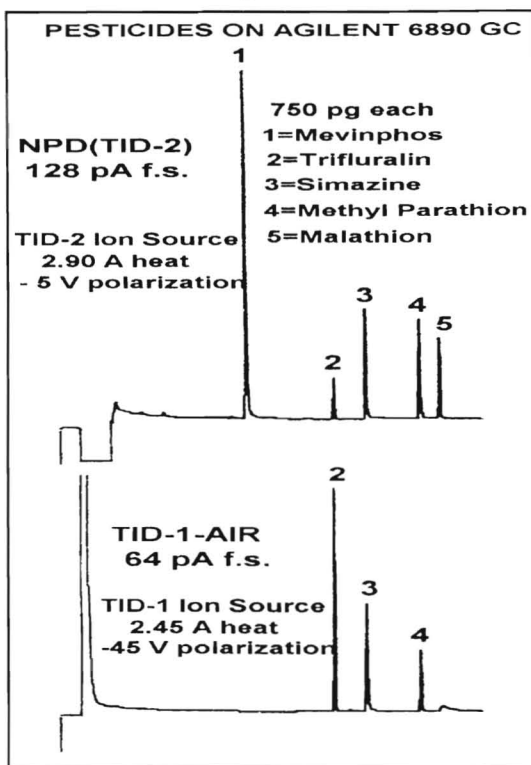 PESTICIDES ON AGILENT 6890 GC
1
750 pg each
1=Mevinphos
2=Trifluralin
3=Simazine
4=Methyl Parathion
5=Malathion
NPD(TID-2)
128 pA f.s.
TID-2 Ion Source
2.90 A heat
- 5 V polarization
2
3
4
5
TID-1-AIR
64 pA f.s.
TID-1 Ion Source
2.45 A heat
-45 V polarization
2
3
4